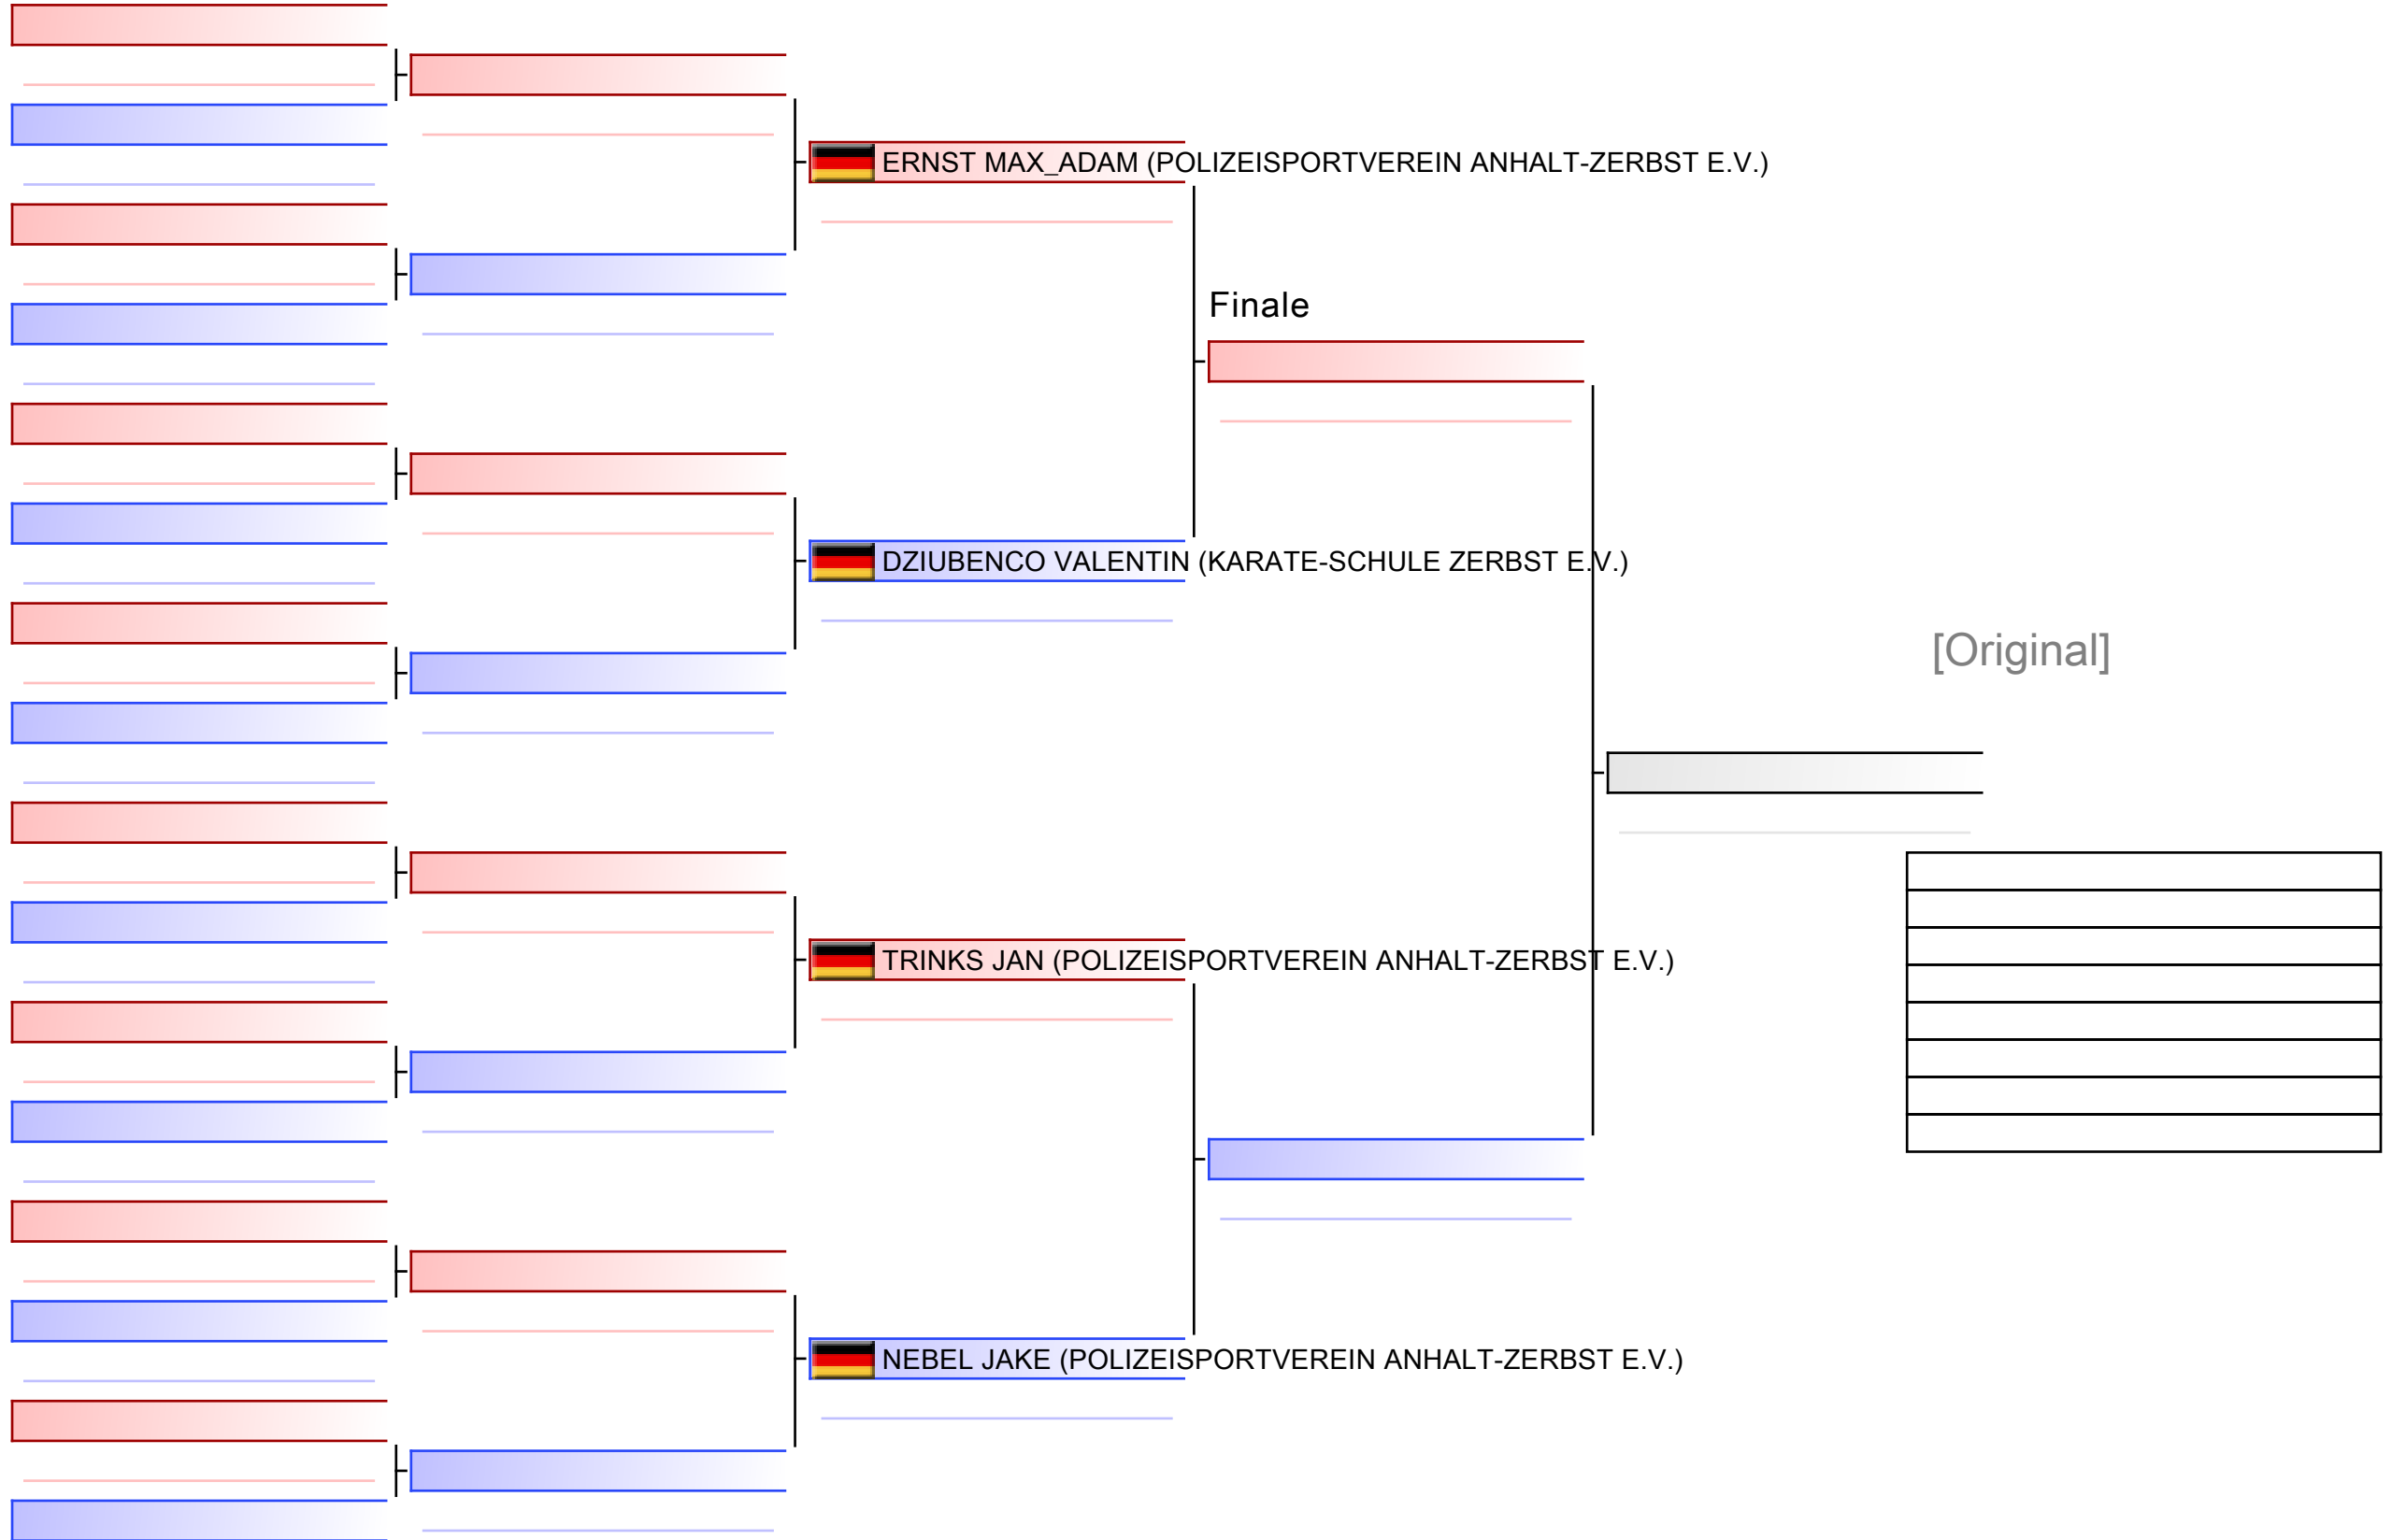 ERNST MAX_ADAM (POLIZEISPORTVEREIN ANHALT-ZERBST E.V.)
Finale
DZIUBENCO VALENTIN (KARATE-SCHULE ZERBST E.V.)
[Original]
TRINKS JAN (POLIZEISPORTVEREIN ANHALT-ZERBST E.V.)
NEBEL JAKE (POLIZEISPORTVEREIN ANHALT-ZERBST E.V.)